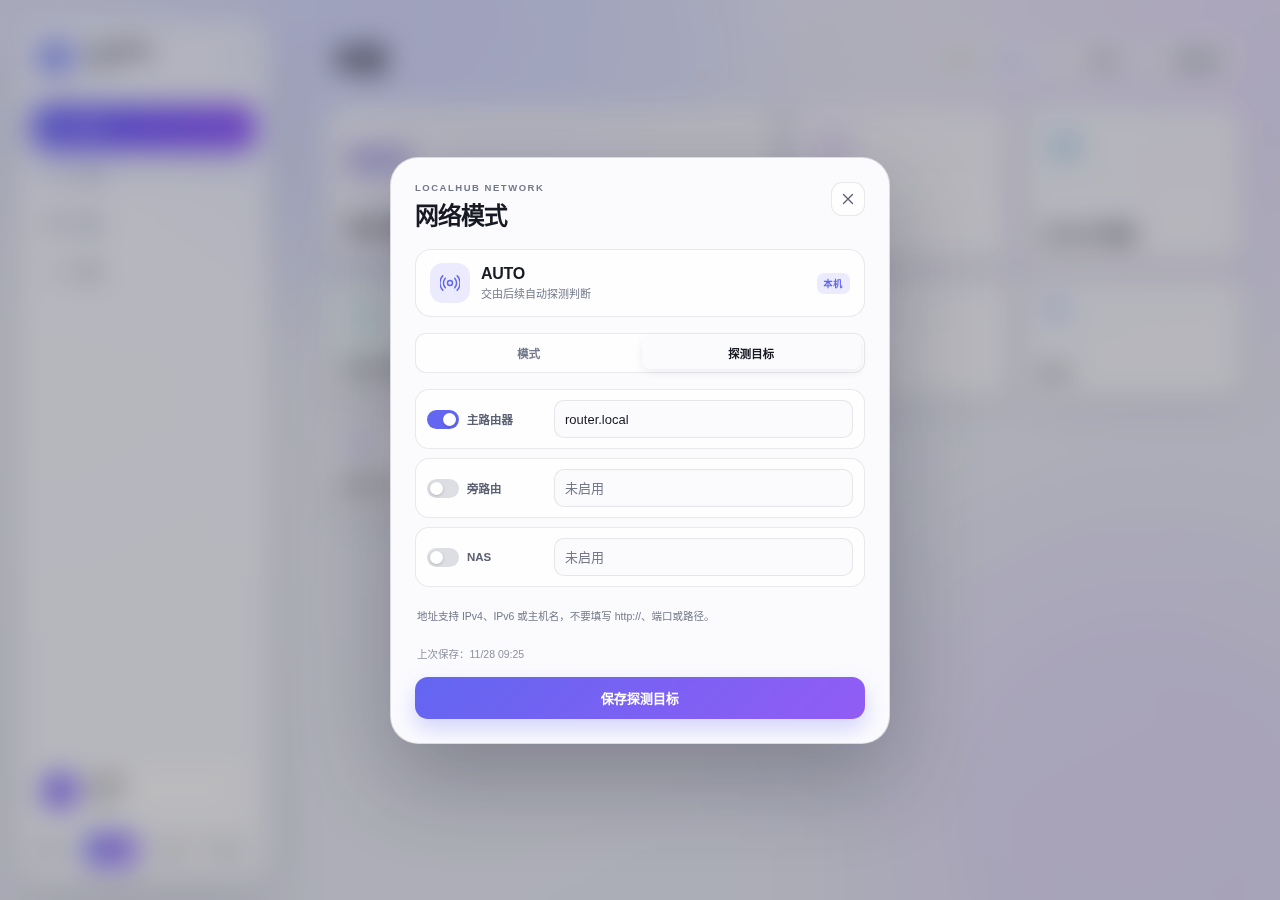 LOCALHUB NETWORK
网络模式
AUTO
交由后续自动探测判断
本机
模式
探测目标
主路由器
router.local
旁路由
未启用
NAS
未启用
地址支持 IPv4、IPv6 或主机名，不要填写 http://、端口或路径。
上次保存：11/28 09:25
保存探测目标